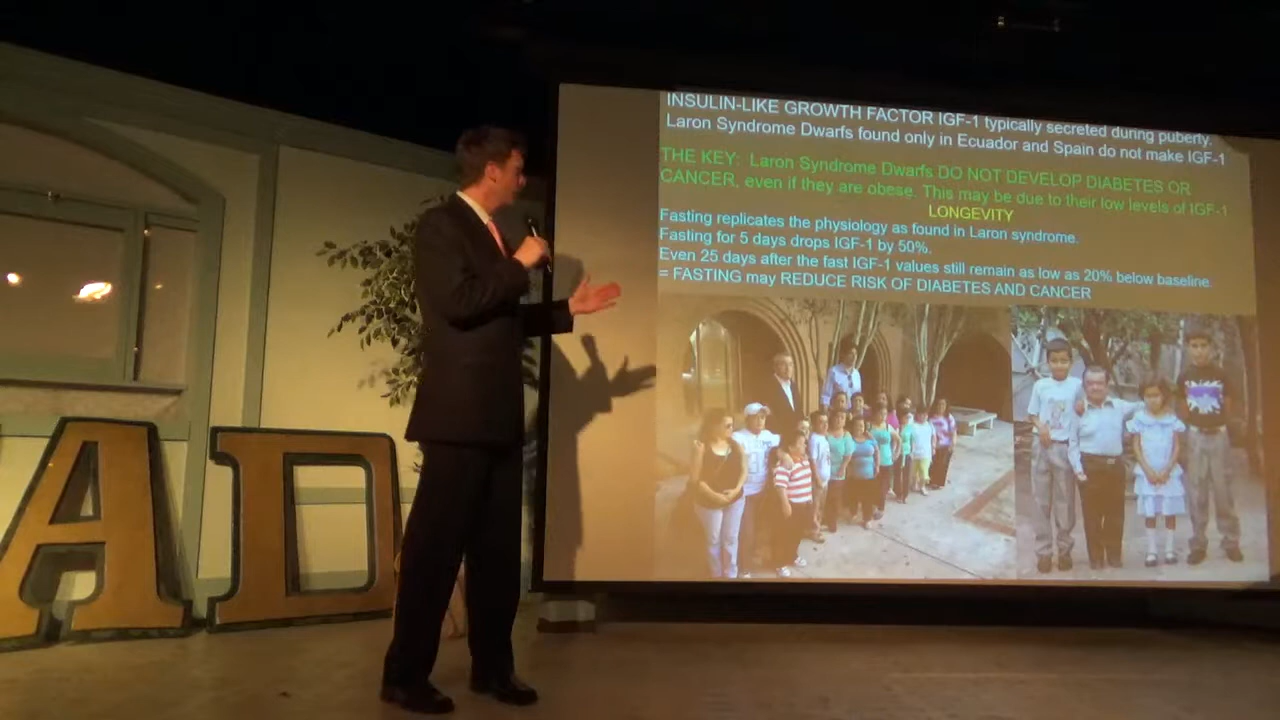 INSULIN-LIKE GROWTH FACTOR IGF-1 typically secreted during puberty.
Laron Syndrome Dwarfs found only in Ecuador and Spain do not make IGF-1
THE KEY: Laron Syndrome Dwarfs DO NOT DEVELOP DIABETES OR
CANCER, even if they are obese. This may be due to their low levels of IGF-1
LONGEVITY
Fasting replicates the physiology as found in Laron syndrome.
Fasting for 5 days drops IGF-1 by 50%.
Even 25 days after the fast IGF-1 values still remain as low as 20% below baseline.
= FASTING may REDUCE RISK OF DIABETES AND CANCER
AD